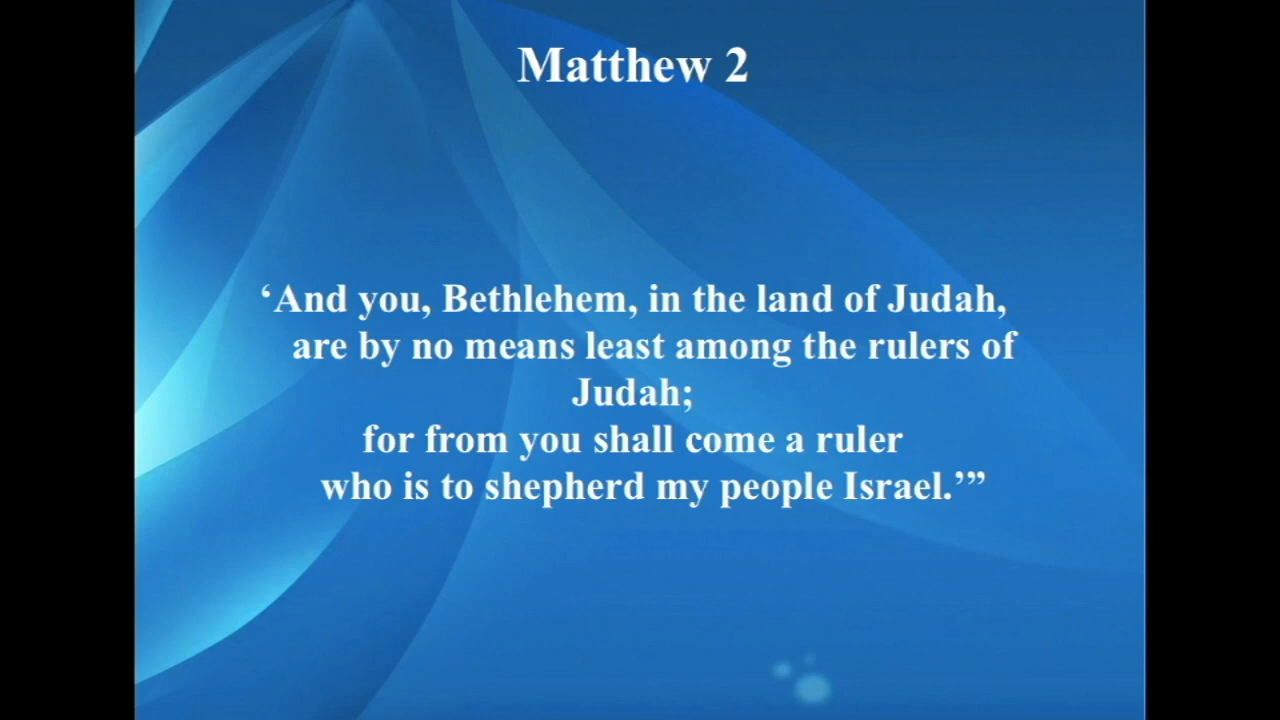 Matthew 2
‘And you, Bethlehem, in the land of Judah,
are by no means least among the rulers of
Judah;
for from you shall come a ruler
who is to shepherd my people Israel.’”